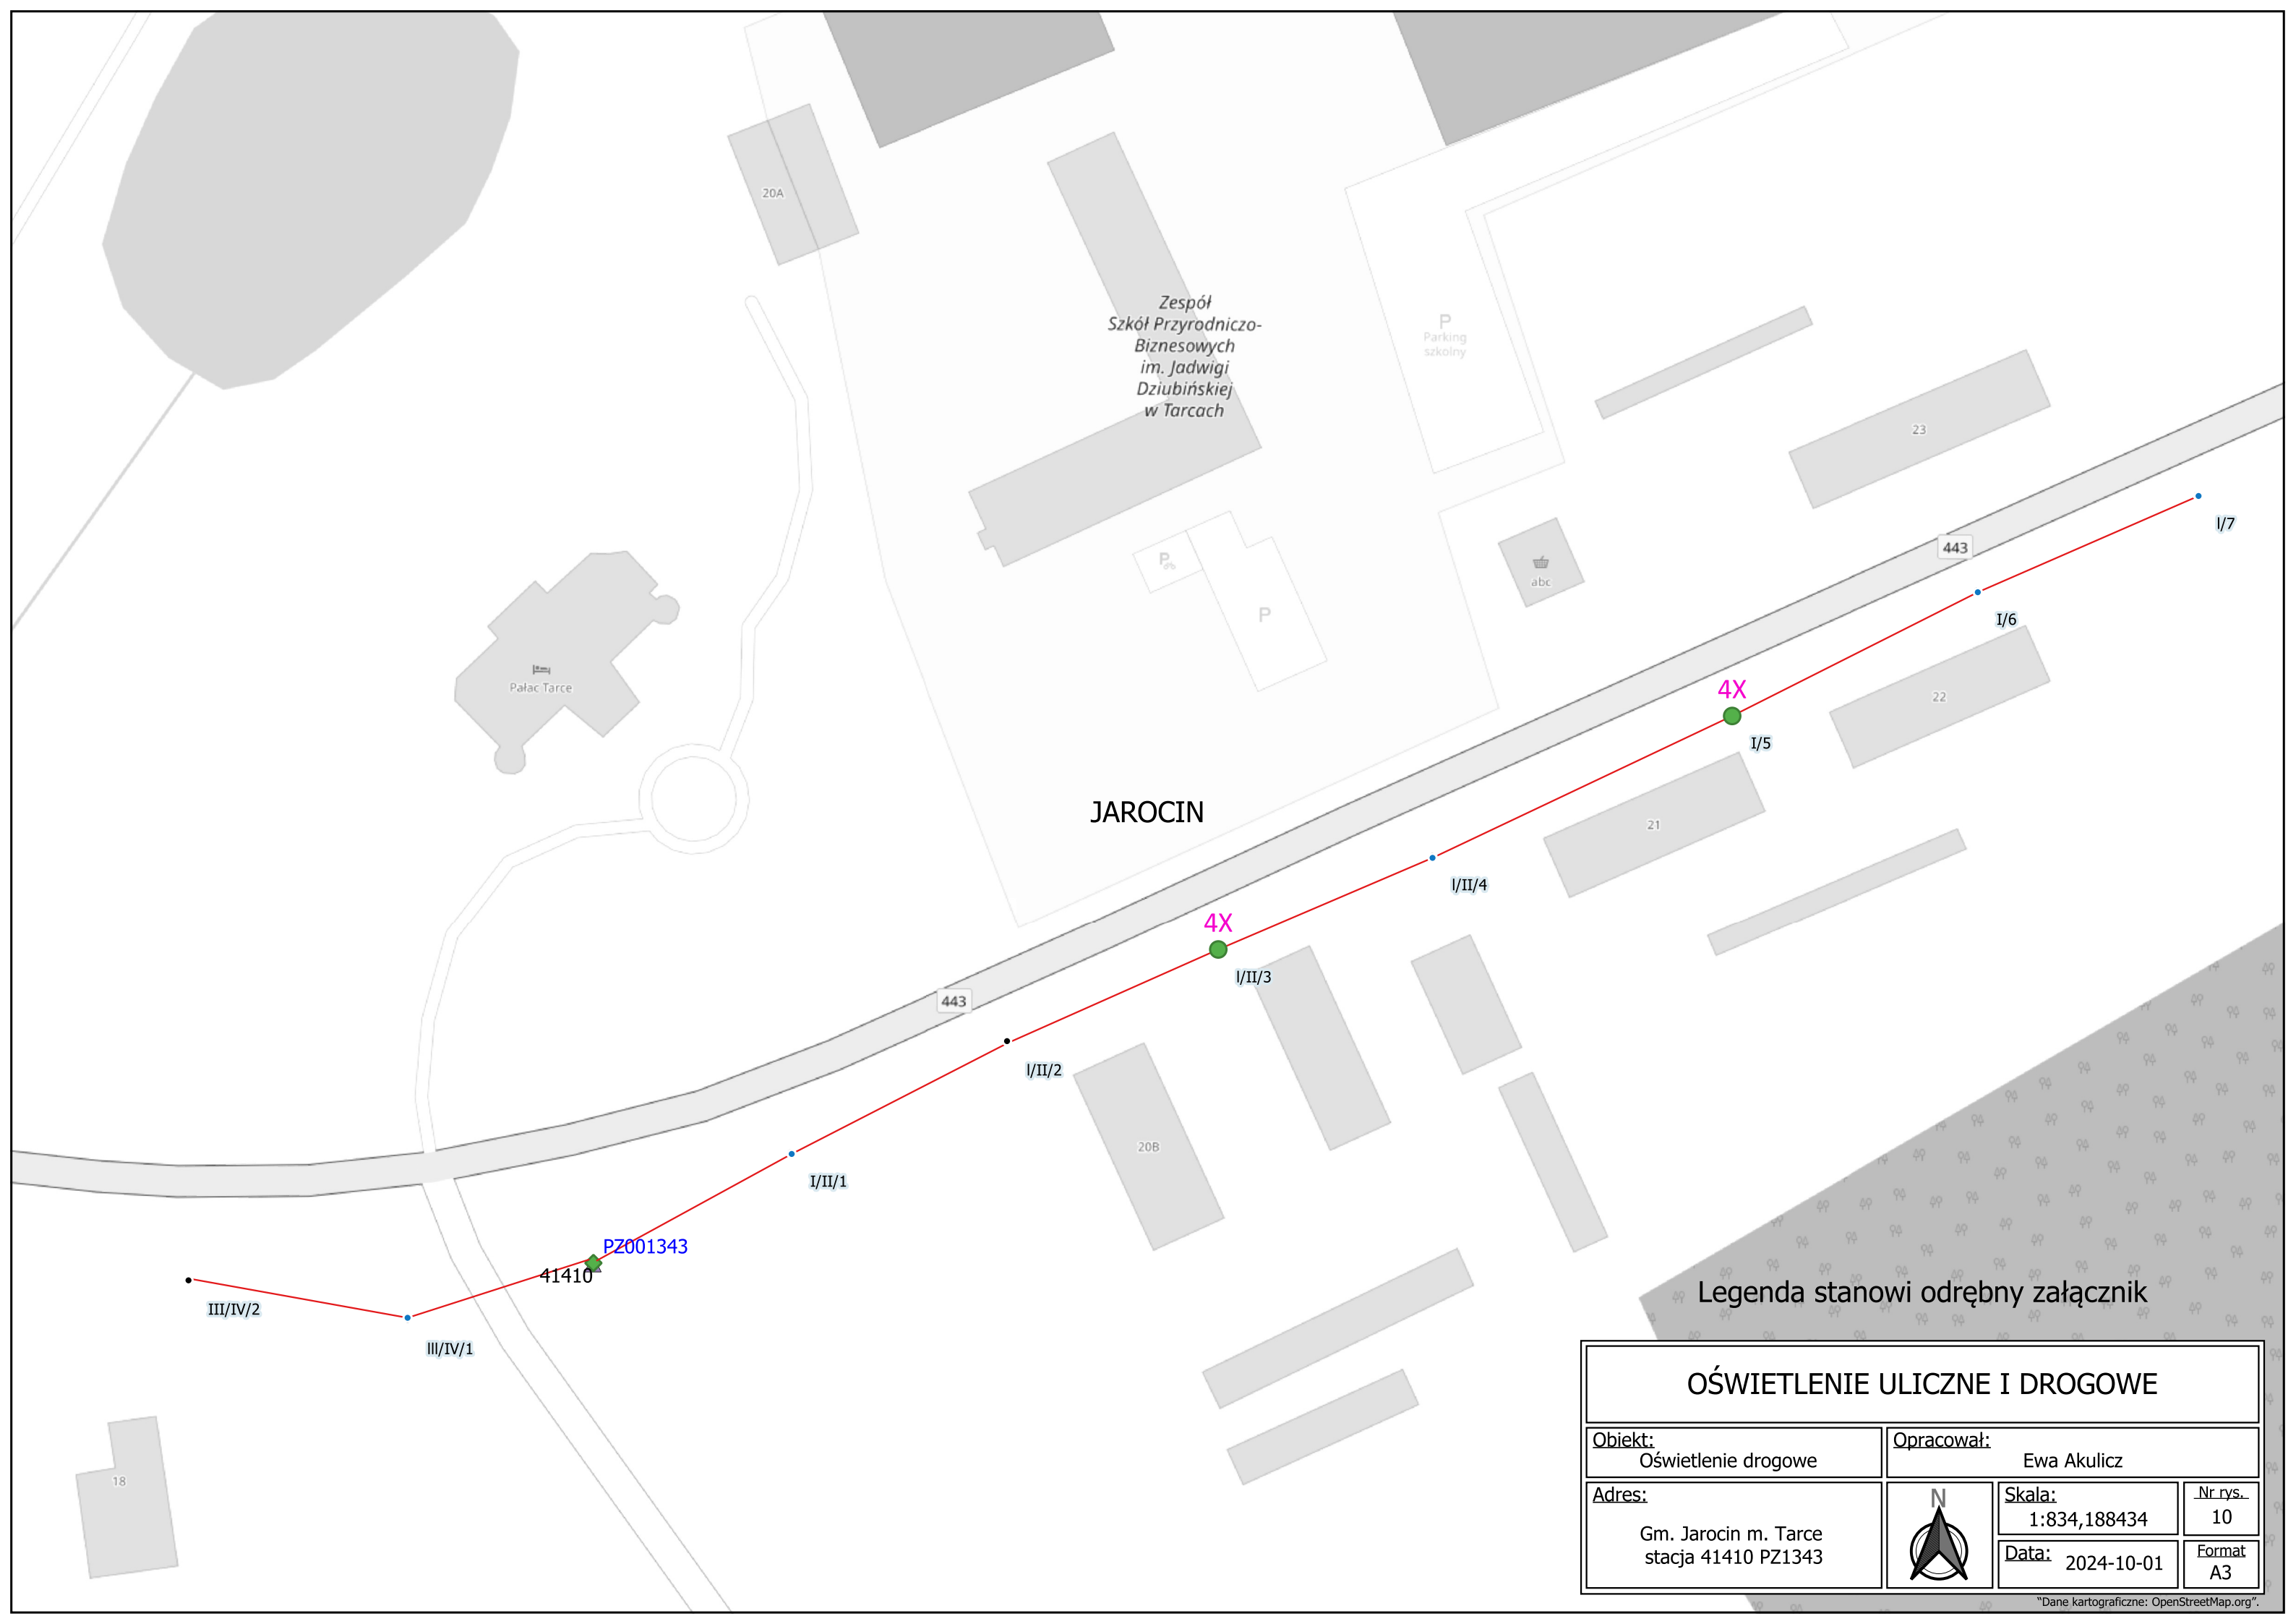 20A
Zespół
Szkół Przyrodniczo-
Biznesowych
im. Jadwigi
Dziubińskiej
w Tarcach
P
Parking
szkolny
23
443
I/7
P
abc
P
I/6
Pałac Tarce
4X
22
I/5
JAROCIN
21
I/II/4
4X
I/II/3
443
I/II/2
20B
I/II/1
PZ001343
41410
III/IV/2
III/IV/1
18
Legenda stanowi odrębny załącznik
OŚWIETLENIE ULICZNE I DROGOWE
Obiekt:
Oświetlenie drogowe
Opracował:
Ewa Akulicz
Adres:
Gm. Jarocin m. Tarce
stacja 41410 PZ1343
N
Skala:
1:834,188434
Nr rys.
10
Data: 2024-10-01
Format
A3
"Dane kartograficzne: OpenStreetMap.org".